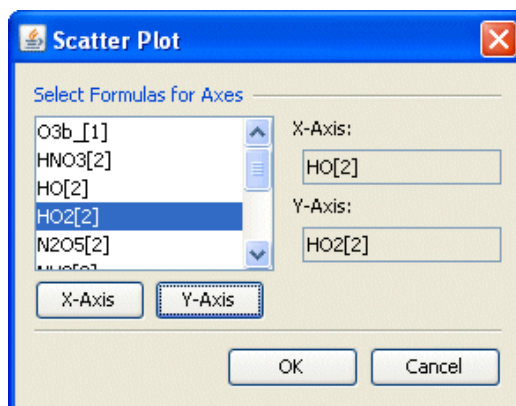 Scatter Plot
Select Formulas for Axes
O3b_[1]
HNO3[2]
HO[2]
HO2[2]
N2O5[2]
X-Axis:
HO[2]
Y-Axis:
HO2[2]
X-Axis
Y-Axis
OK
Cancel